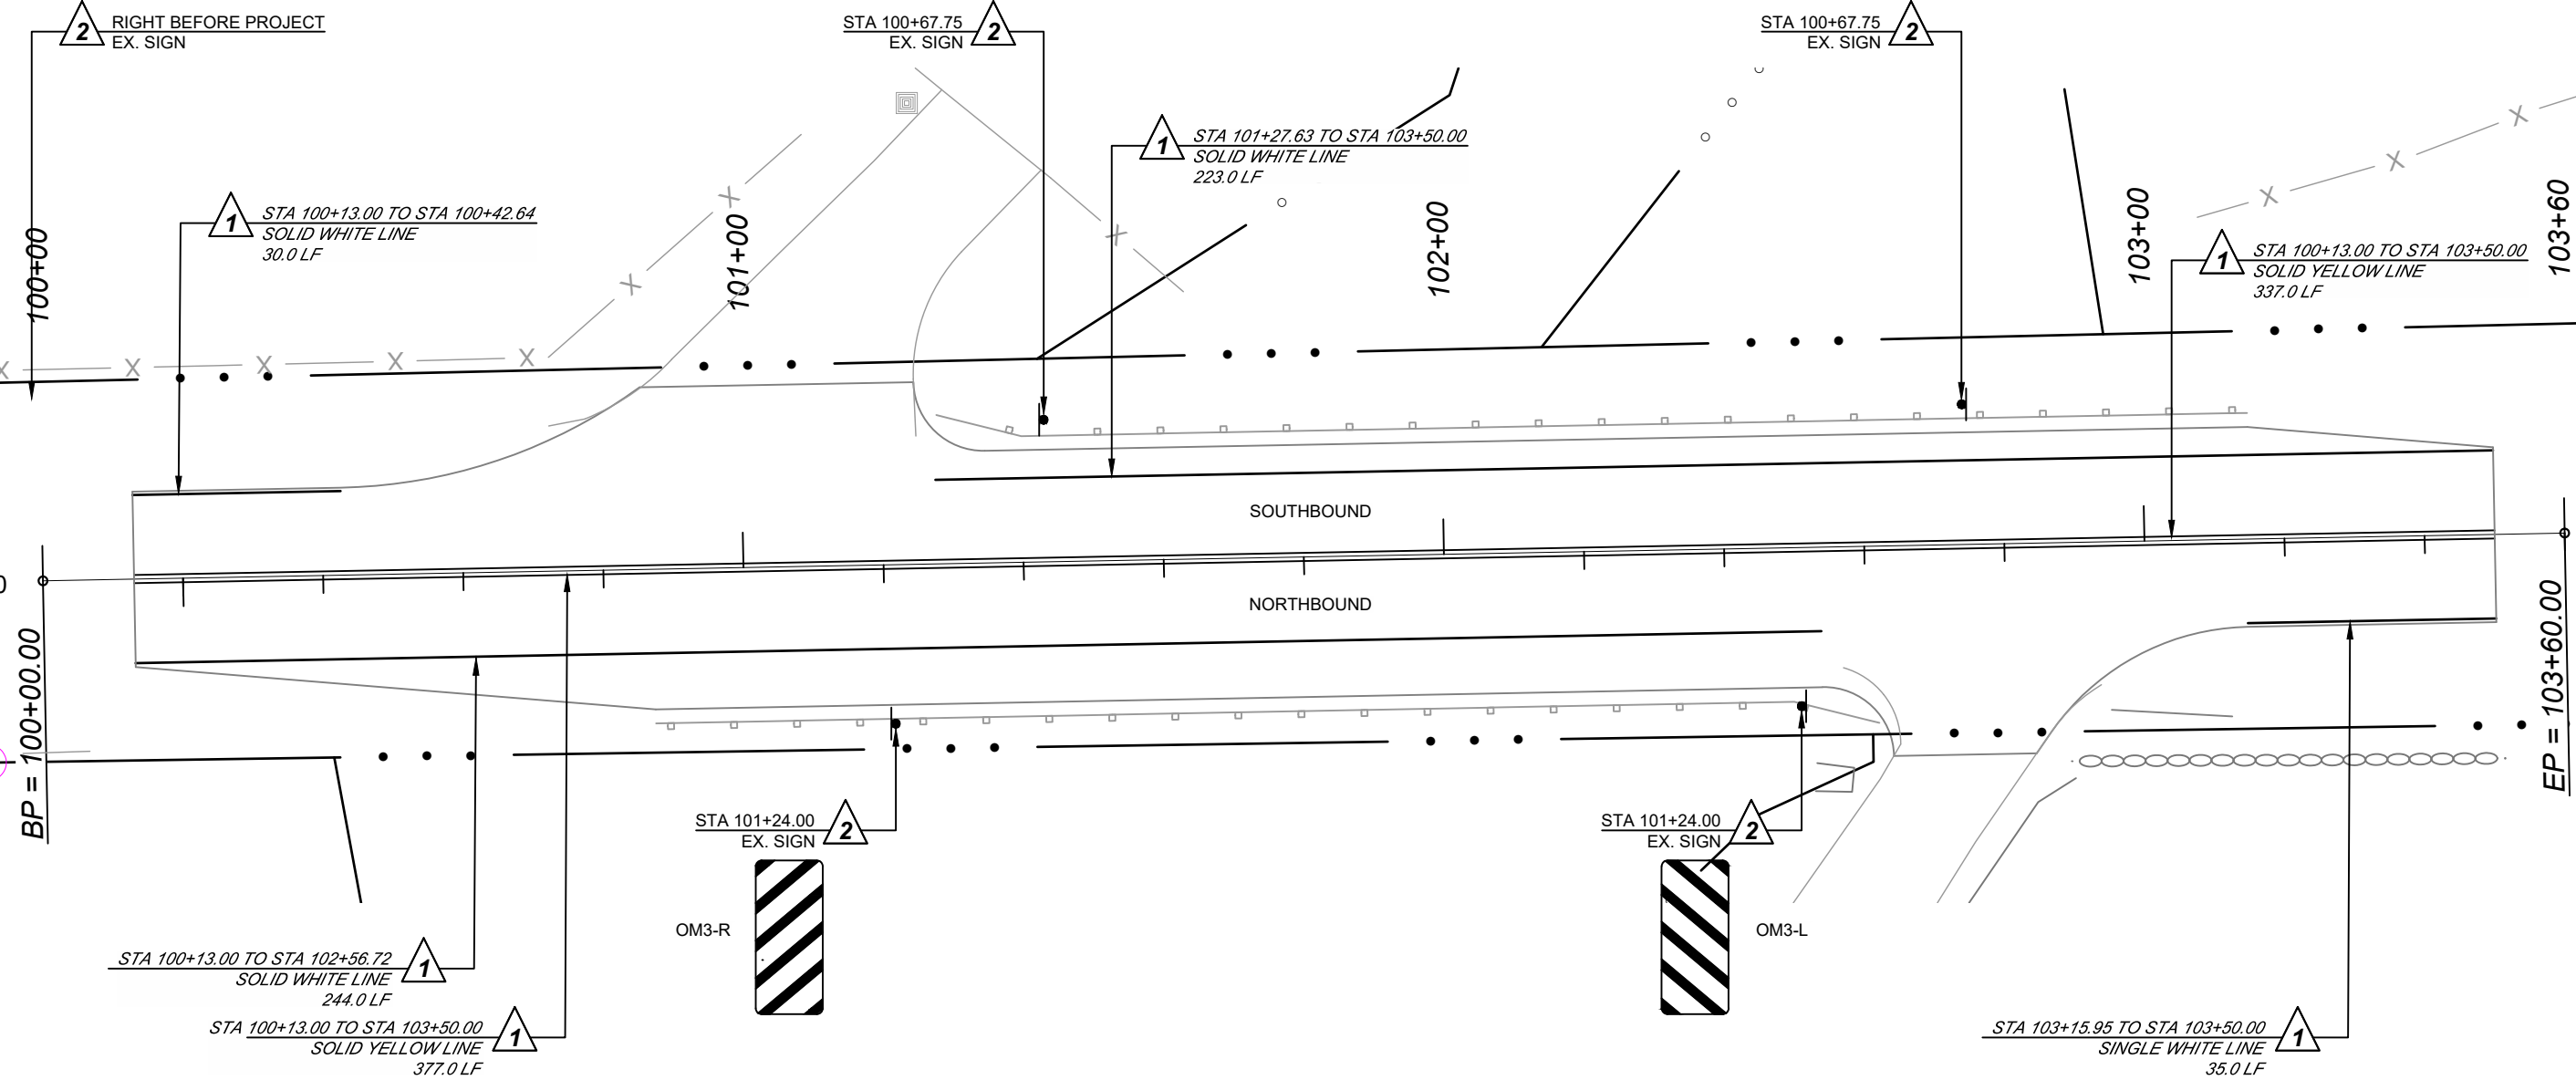 2
RIGHT BEFORE PROJECT
EX. SIGN
STA 100+67.75
EX. SIGN
2
STA 100+67.75
EX. SIGN
2
1
STA 101+27.63 TO STA 103+50.00
SOLID WHITE LINE
223.0 LF
1
STA 100+13.00 TO STA 100+42.64
SOLID WHITE LINE
30.0 LF
100+00
101+00
102+00
103+00
103+60
1
STA 100+13.00 TO STA 103+50.00
SOLID YELLOW LINE
337.0 LF
X X X X X X X
X
X X X
SOUTHBOUND
NORTHBOUND
0
BP = 100+00.00
EP = 103+60.00
STA 101+24.00
EX. SIGN
2
STA 101+24.00
EX. SIGN
2
OM3-R
OM3-L
STA 100+13.00 TO STA 102+56.72
SOLID WHITE LINE
244.0 LF
1
STA 100+13.00 TO STA 103+50.00
SOLID YELLOW LINE
377.0 LF
1
STA 103+15.95 TO STA 103+50.00
SINGLE WHITE LINE
35.0 LF
1